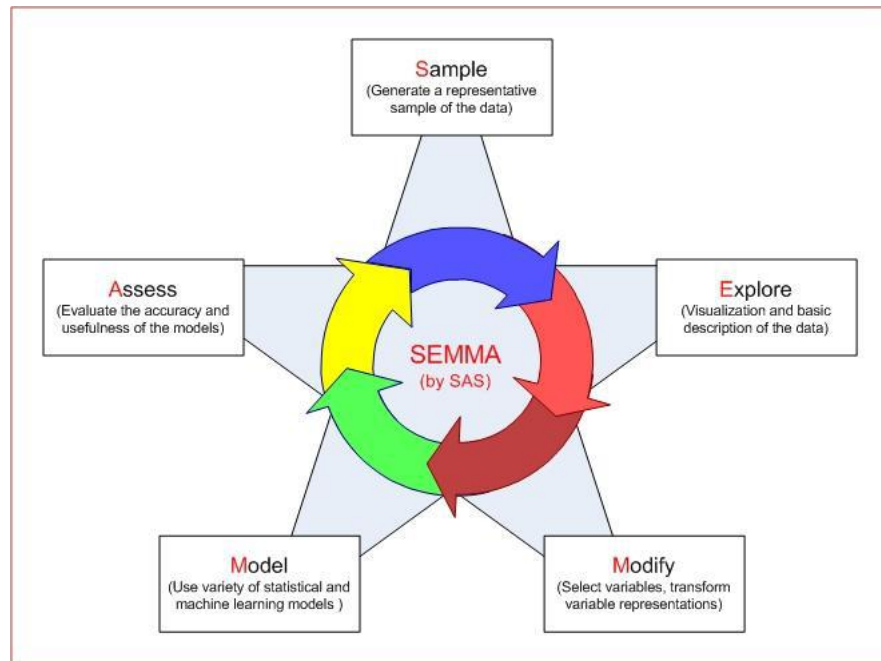 Sample
(Generate a representative
sample of the data)
Assess
(Evaluate the accuracy and
usefulness of the models)
Explore
(Visualization and basic
description of the data)
SEMMA
(by SAS)
Model
(Use variety of statistical and
machine learning models )
Modify
(Select variables, transform
variable representations)